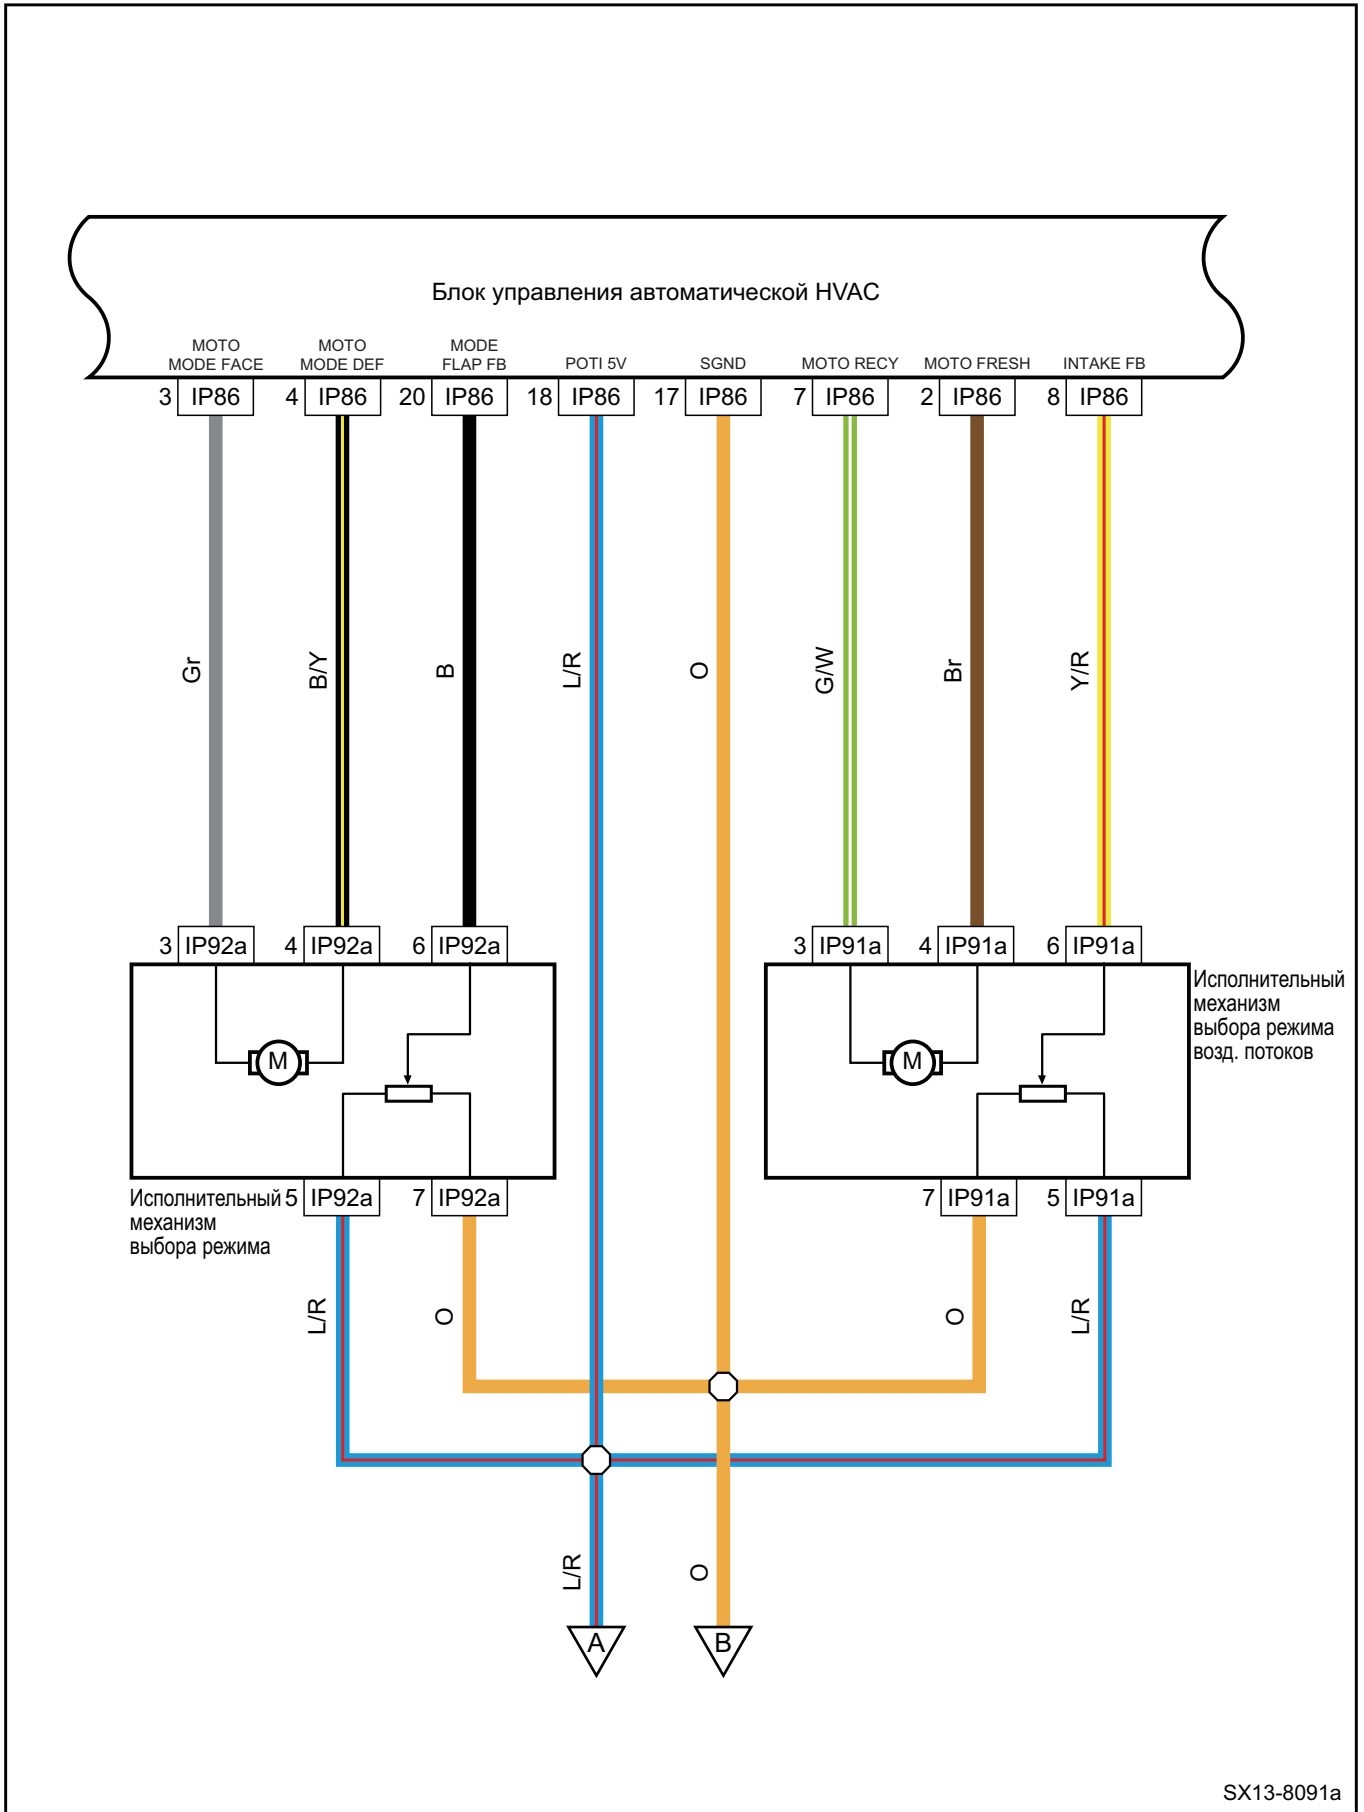 Блок управления автоматической HVAC
MOTO
MODE FACE
MOTO
MODE DEF
MODE
FLAP FB
POTI 5V
SGND
MOTO RECY
MOTO FRESH
INTAKE FB
3 IP86
4 IP86
20 IP86
18 IP86
17 IP86
7 IP86
2 IP86
8 IP86
Gr
B/Y
B
L/R
O
G/W
Br
Y/R
3 IP92a
4 IP92a
6 IP92a
3 IP91a
4 IP91a
6 IP91a
M
M
Исполнительный
механизм
выбора режима
возд. потоков
Исполнительный
механизм
выбора режима
5 IP92a
7 IP92a
7 IP91a
5 IP91a
L/R
O
O
L/R
L/R
O
A
B
SX13-8091a